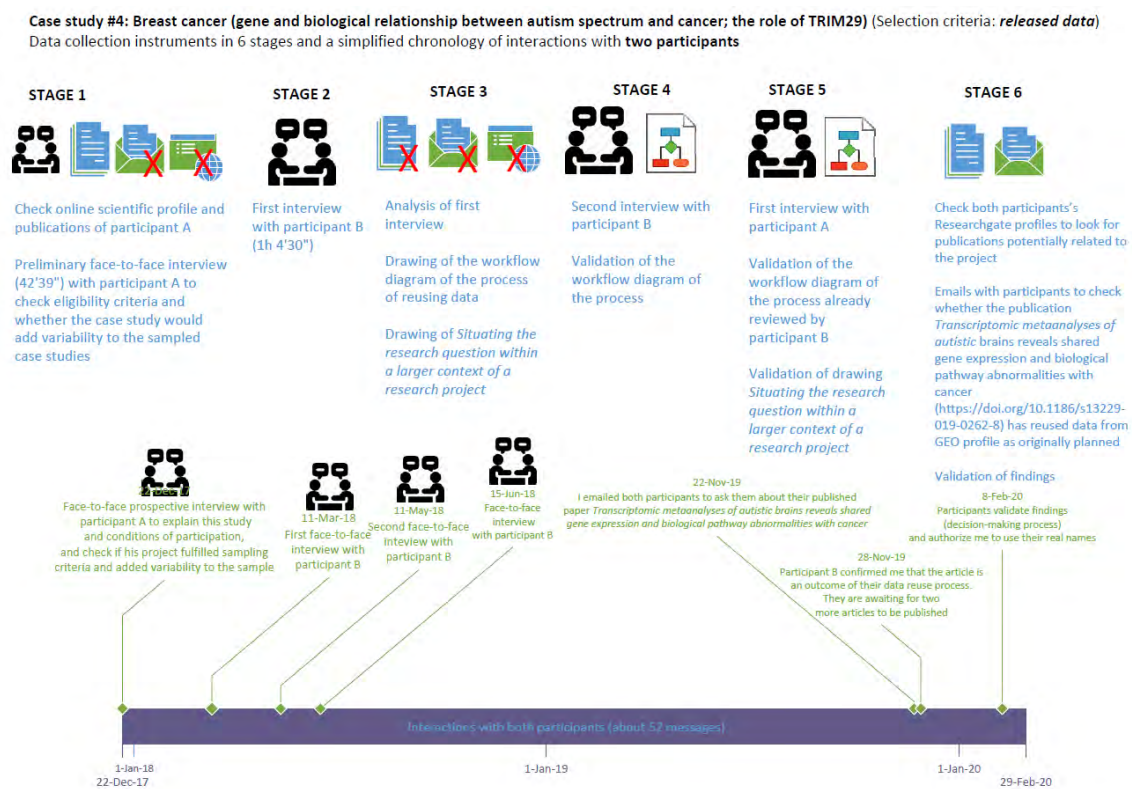 Case study #4: Breast cancer (gene and biological relationship between autism spectrum and cancer; the role of TRIM29) (Selection criteria: released data)
Data collection instruments in 6 stages and a simplified chronology of interactions with two participants
STAGE 1
Check online scientific profile and
publications of participant A
Preliminary face-to-face interview
(42'39") with participant A to
check eligibility criteria and
whether the case study would
add variability to the sampled
case studies
STAGE 2
First interview
with participant B
(1h 4'30")
STAGE 3
Analysis of first
interview
Drawing of the workflow
diagram of the process
of reusing data
Drawing of Situating the
research question within
a larger context of a
research project
STAGE 4
Second interview with
participant B
Validation of the
workflow diagram of
the process
STAGE 5
First interview with
participant A
Validation of the
workflow diagram of
the process already
reviewed by
participant B
Validation of drawing
Situating the research
question within a
larger context of a
research project
STAGE 6
Check both participants's
Researchgate profiles to look for
publications potentially related to
the project
Emails with participants to check
whether the publication
Transcriptomic metaanalyses of
autistic brains reveals shared
gene expression and biological
pathway abnormalities with
cancer
(https://doi.org/10.1186/s13229-
019-0262-8) has reused data from
GEO profile as originally planned
Validation of findings
22-Dec-17
Face-to-face prospective interview with
participant A to explain this study
and conditions of participation,
and check if his project fulfilled sampling
criteria and added variability to the sample
11-Mar-18
First face-to-face
interview with
participant B
11-May-18
Second face-to-face
inteview with
participant B
15-Jun-18
Face-to-face
interview
with participant B
22-Nov-19
I emailed both participants to ask them about their published
paper Transcriptomic metaanalyses of autistic brains reveals shared
gene expression and biological pathway abnormalities with cancer
28-Nov-19
Participant B confirmed me that the article is
an outcome of their data reuse process.
They are awaiting for two
more articles to be published
8-Feb-20
Participants validate findings
(decision-making process)
and authorize me to use their real names
Interactions with both participants (about 52 messages)
1-Jan-18
22-Dec-17
1-Jan-19
1-Jan-20
29-Feb-20